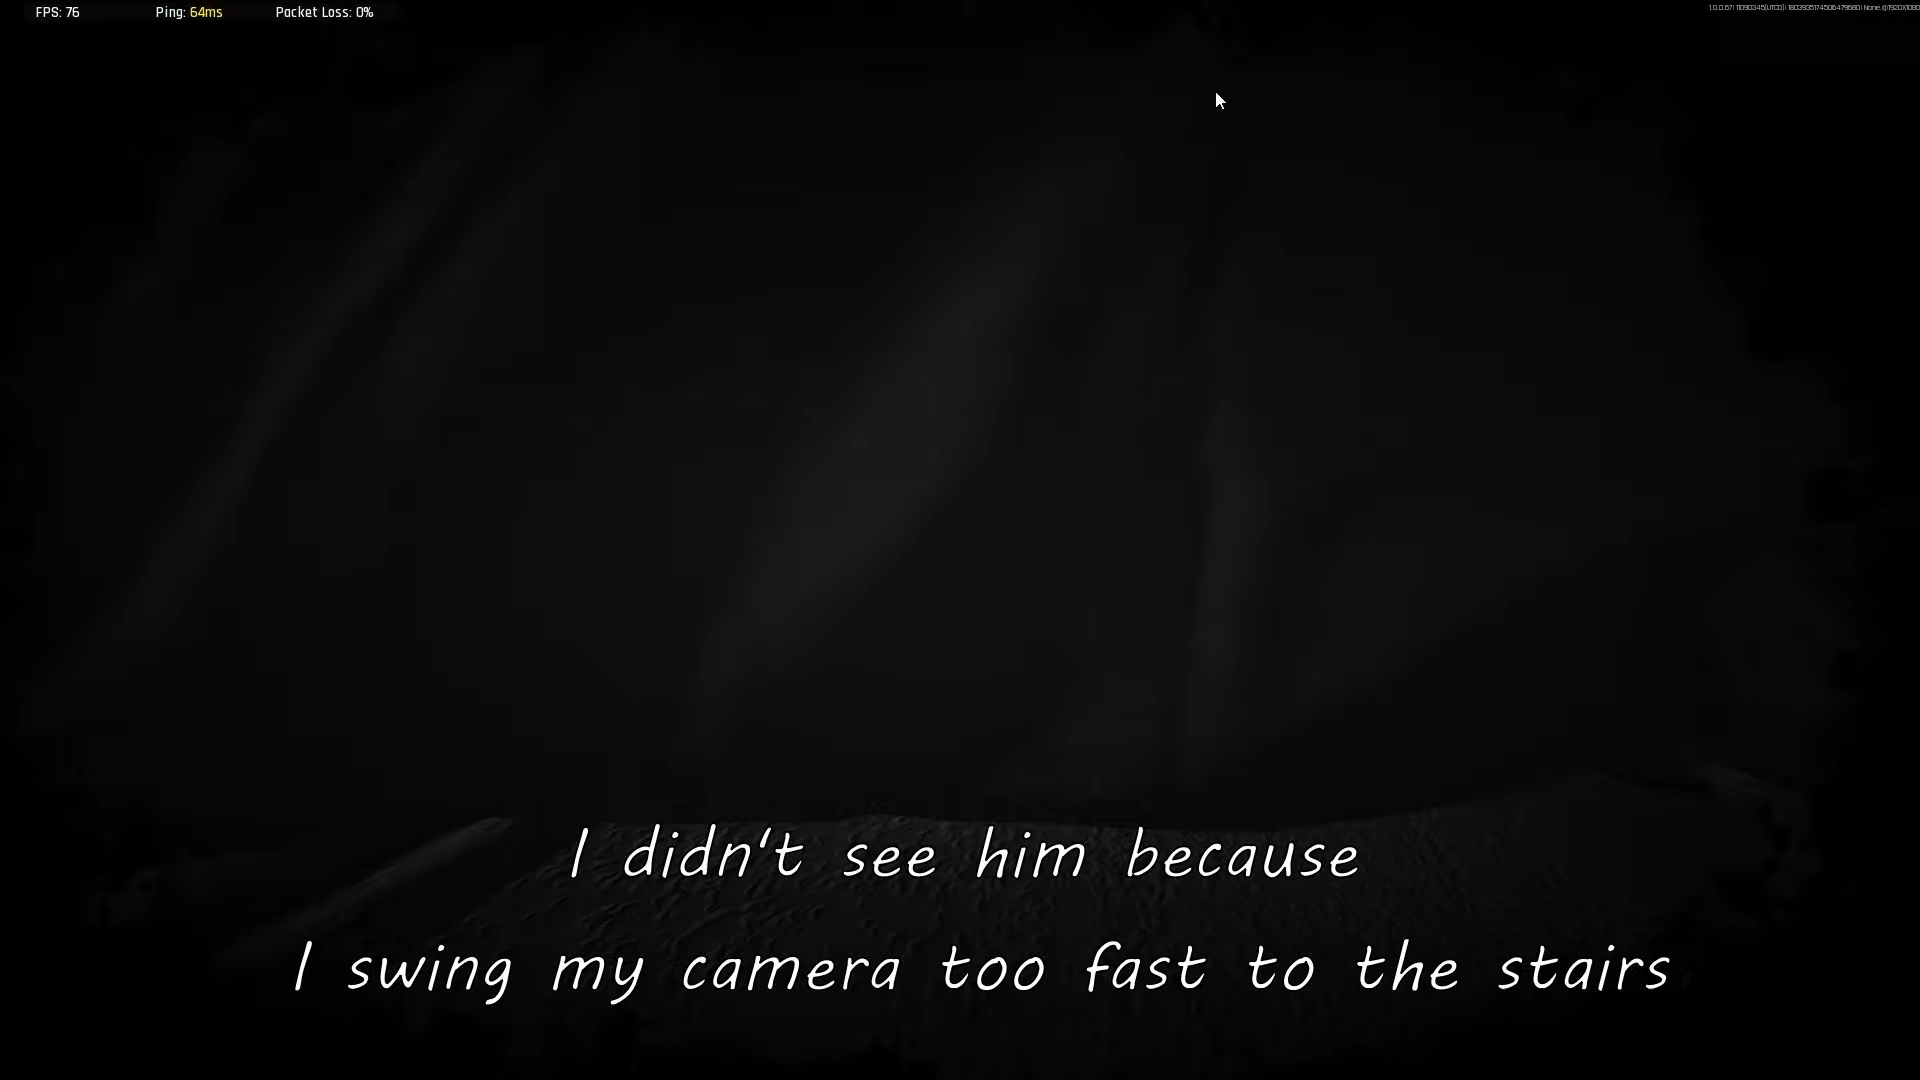 FPS: 76 Ping: 64ms Packet Loss: 0%
I didn't see him because
I swing my camera too fast to the stairs